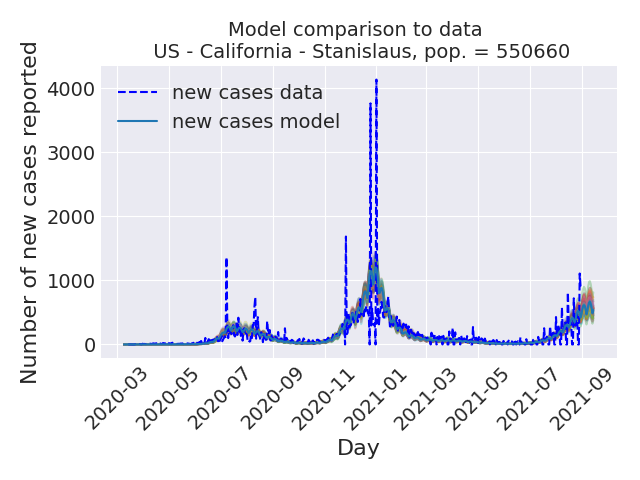 Model comparison to data
US - California - Stanislaus, pop. = 550660
Number of new cases reported
4000
3000
2000
1000
0
new cases data
new cases model
2020-03
2020-05
2020-07
2020-09
2020-11
2021-01
2021-03
2021-05
2021-07
2021-09
Day